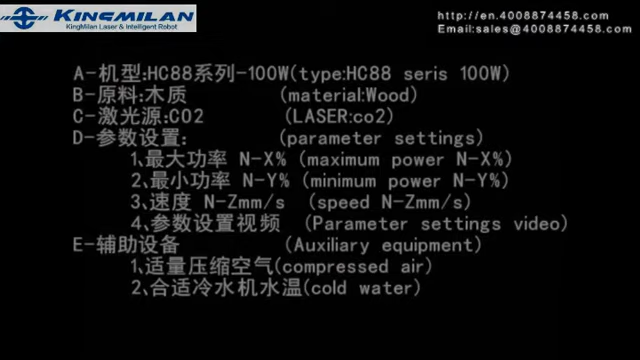 KINGMILAN
KingMilan Laser & Intelligent Robot
http://en.4008874458.com
Email:sales@4008874458.com
A-机型:HC88系列-100W(type:HC88 seris 100W)
B-原料:木质 (material:Wood)
C-激光源:CO2 (LASER:co2)
D-参数设置: (parameter settings)
1、最大功率 N-X% (maximum power N-X%)
2、最小功率 N-Y% (minimum power N-Y%)
3、速度 N-Zmm/s (speed N-Zmm/s)
4、参数设置视频 (Parameter settings video)
E-辅助设备 (Auxiliary equipment)
1、适量压缩空气(compressed air)
2、合适冷水机水温(cold water)